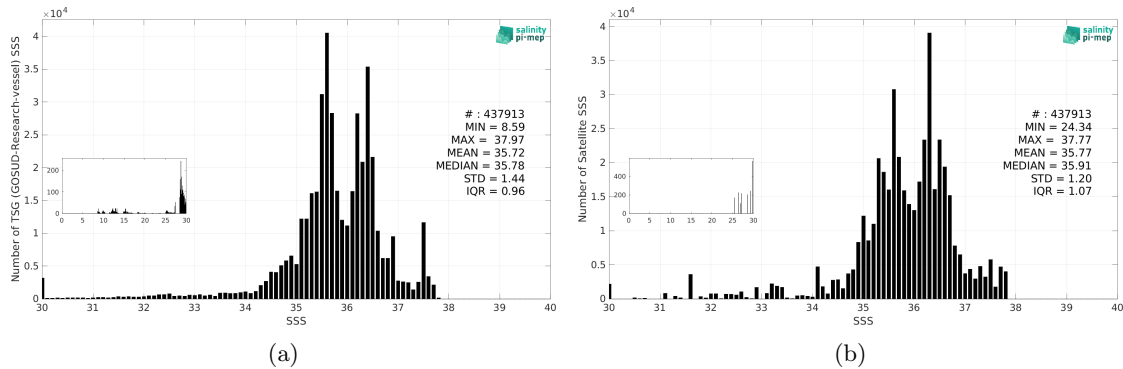 ×10⁴
salinity
pi-mep
Number of TSG (GOSUD-Research-vessel) SSS
4
3.5
3
2.5
2
1.5
1
0.5
0
# : 437913
MIN = 8.59
MAX = 37.97
MEAN = 35.72
MEDIAN = 35.78
STD = 1.44
IQR = 0.96
200
100
0
0 5 10 15 20 25 30
30 31 32 33 34 35 36 37 38 39 40
SSS
(a)
×10⁴
salinity
pi-mep
Number of Satellite SSS
4
3.5
3
2.5
2
1.5
1
0.5
0
# : 437913
MIN = 24.34
MAX = 37.77
MEAN = 35.77
MEDIAN = 35.91
STD = 1.20
IQR = 1.07
400
200
0
0 5 10 15 20 25 30
30 31 32 33 34 35 36 37 38 39 40
SSS
(b)